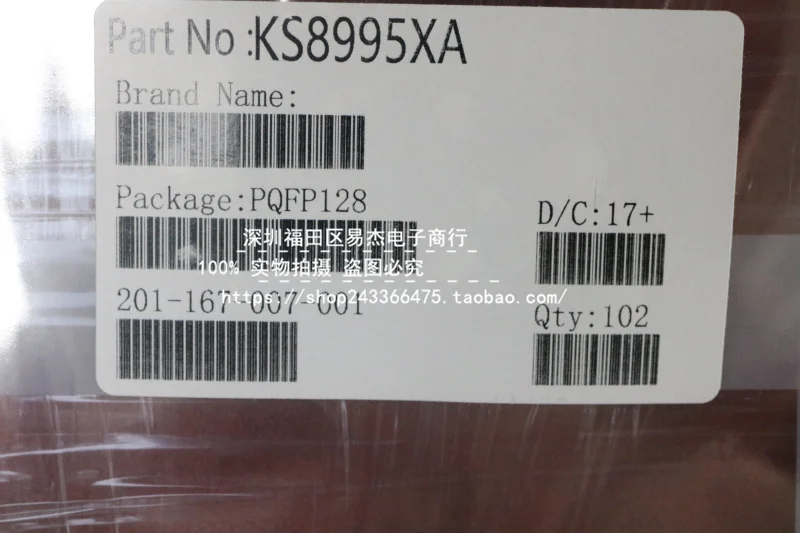 Part No :KS8995XA
Brand Name:
Package:PQFP128
D/C:17+
深圳福田区易杰电子商行
100% 实物拍摄 盗图必究
https://shop243366475.taobao.com/
201-167-007-001
Qty:102